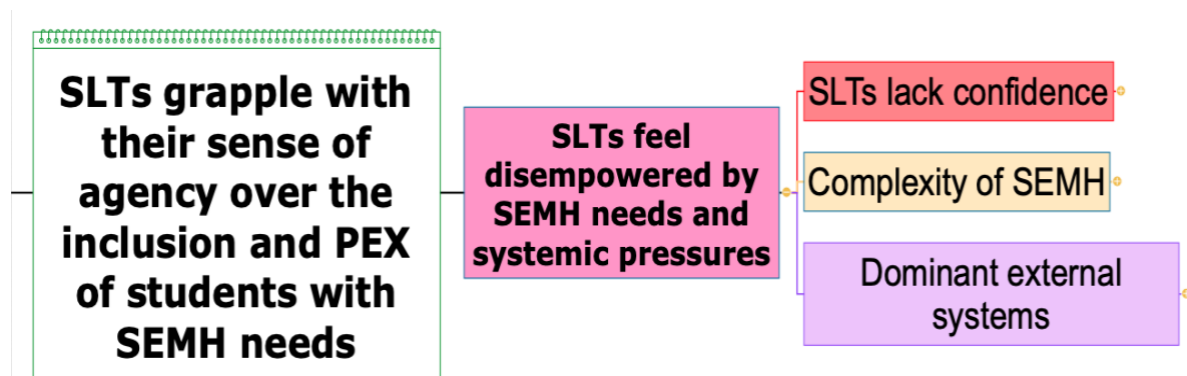 SLTs grapple with
their sense of
agency over the
inclusion and PEX
of students with
SEMH needs
SLTs feel
disempowered by
SEMH needs and
systemic pressures
SLTs lack confidence
Complexity of SEMH
Dominant external
systems